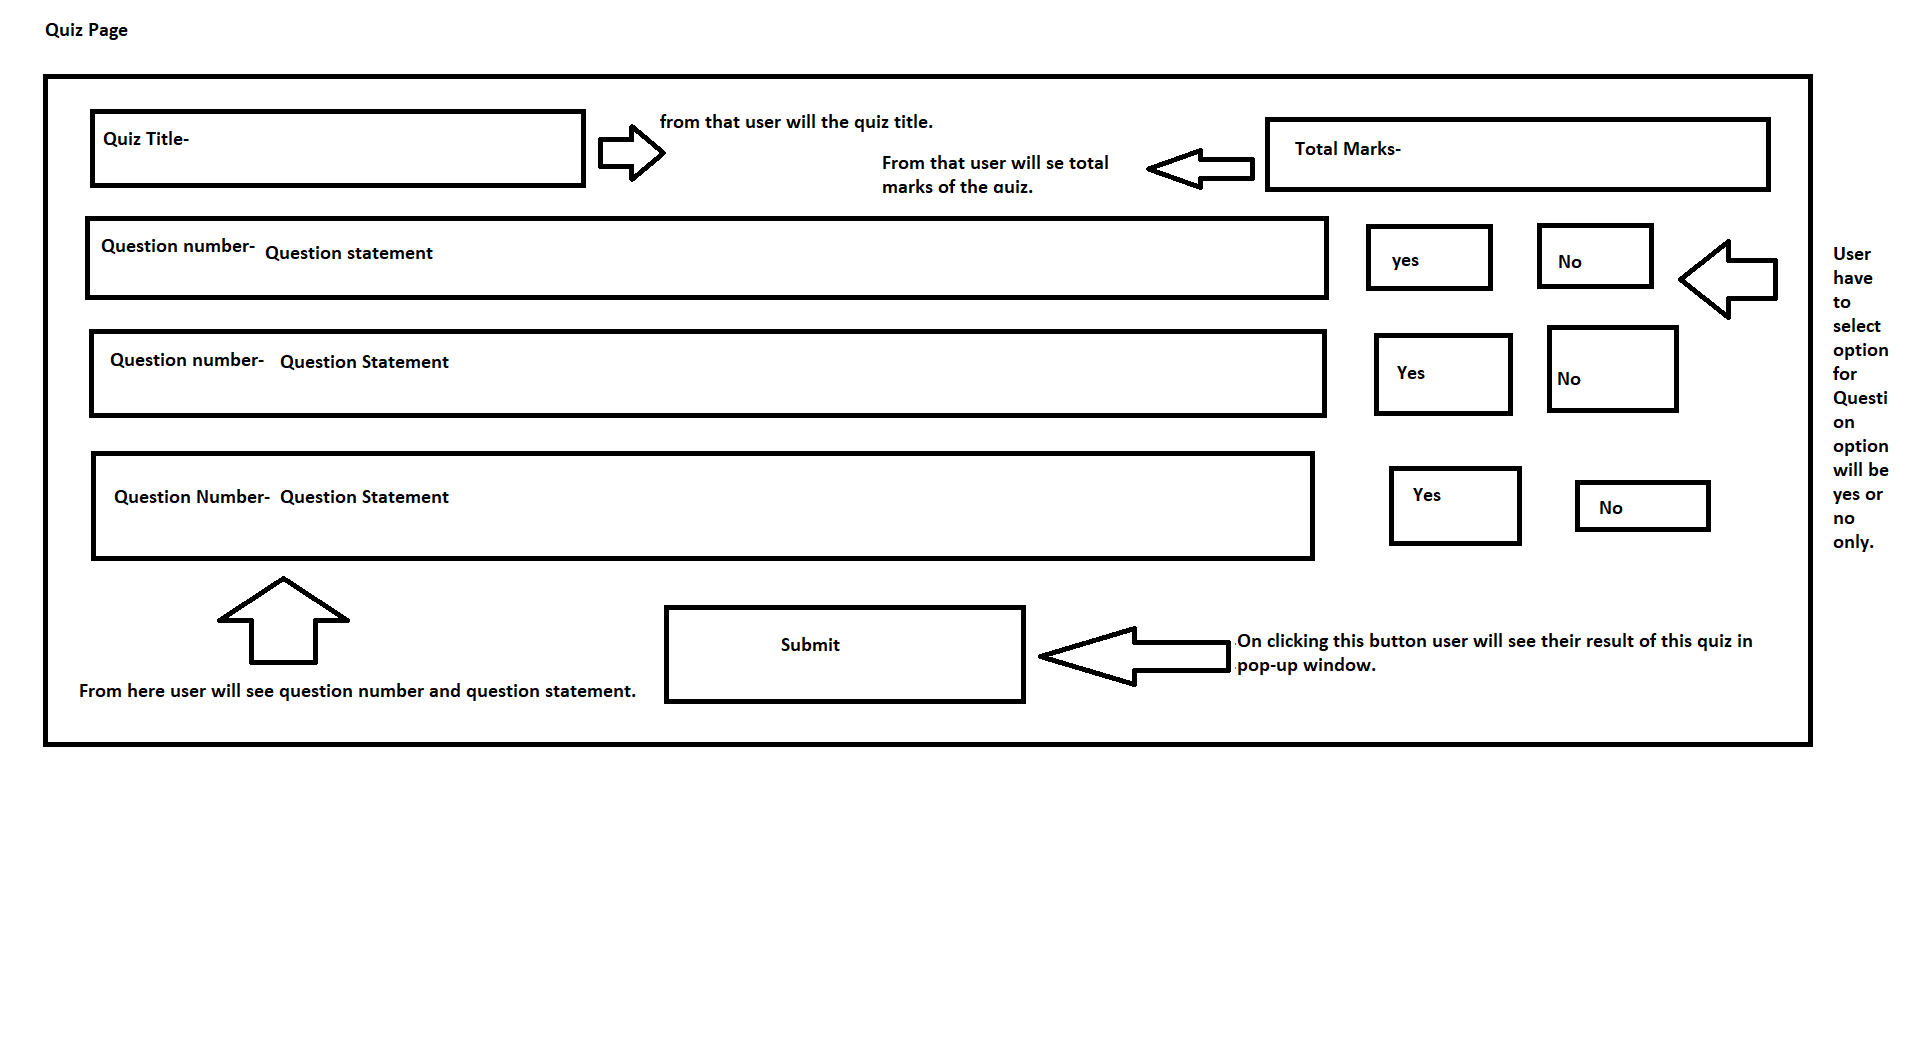 Quiz Page
Quiz Title-
from that user will the quiz title.
From that user will se total
marks of the quiz.
Total Marks-
Question number- Question statement
yes
No
Question number- Question Statement
Yes
No
Question Number- Question Statement
Yes
No
User
have
to
select
option
for
Questi
on
option
will be
yes or
no
only.
Submit
On clicking this button user will see their result of this quiz in
pop-up window.
From here user will see question number and question statement.